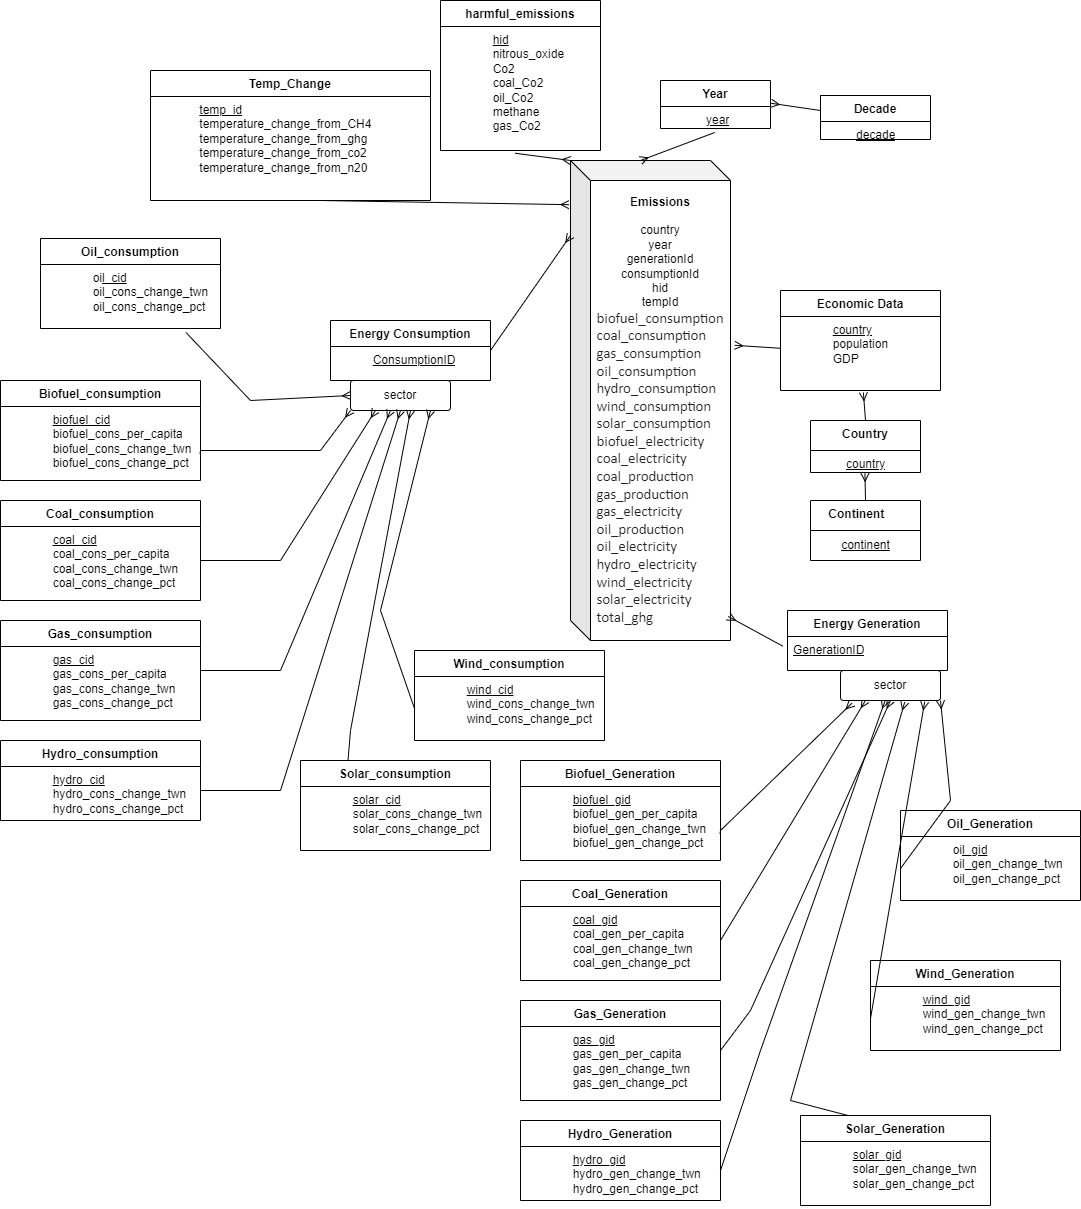 harmful_emissions
hid
nitrous_oxide
Co2
coal_Co2
oil_Co2
methane
gas_Co2
Temp_Change
temp_id
temperature_change_from_CH4
temperature_change_from_ghg
temperature_change_from_co2
temperature_change_from_n20
Year
year
Decade
decade
Emissions
country
year
generationId
consumptionId
hid
tempId
biofuel_consumption
coal_consumption
gas_consumption
oil_consumption
hydro_consumption
wind_consumption
solar_consumption
biofuel_electricity
coal_electricity
coal_production
gas_production
gas_electricity
oil_production
oil_electricity
hydro_electricity
wind_electricity
solar_electricity
total_ghg
Oil_consumption
oil_cid
oil_cons_change_twn
oil_cons_change_pct
Energy Consumption
ConsumptionID
sector
Economic Data
country
population
GDP
Country
country
Continent
continent
Biofuel_consumption
biofuel_cid
biofuel_cons_per_capita
biofuel_cons_change_twn
biofuel_cons_change_pct
Coal_consumption
coal_cid
coal_cons_per_capita
coal_cons_change_twn
coal_cons_change_pct
Gas_consumption
gas_cid
gas_cons_per_capita
gas_cons_change_twn
gas_cons_change_pct
Hydro_consumption
hydro_cid
hydro_cons_change_twn
hydro_cons_change_pct
Wind_consumption
wind_cid
wind_cons_change_twn
wind_cons_change_pct
Solar_consumption
solar_cid
solar_cons_change_twn
solar_cons_change_pct
Energy Generation
GenerationID
sector
Biofuel_Generation
biofuel_gid
biofuel_gen_per_capita
biofuel_gen_change_twn
biofuel_gen_change_pct
Coal_Generation
coal_gid
coal_gen_per_capita
coal_gen_change_twn
coal_gen_change_pct
Gas_Generation
gas_gid
gas_gen_per_capita
gas_gen_change_twn
gas_gen_change_pct
Hydro_Generation
hydro_gid
hydro_gen_change_twn
hydro_gen_change_pct
Oil_Generation
oil_gid
oil_gen_change_twn
oil_gen_change_pct
Wind_Generation
wind_gid
wind_gen_change_twn
wind_gen_change_pct
Solar_Generation
solar_gid
solar_gen_change_twn
solar_gen_change_pct